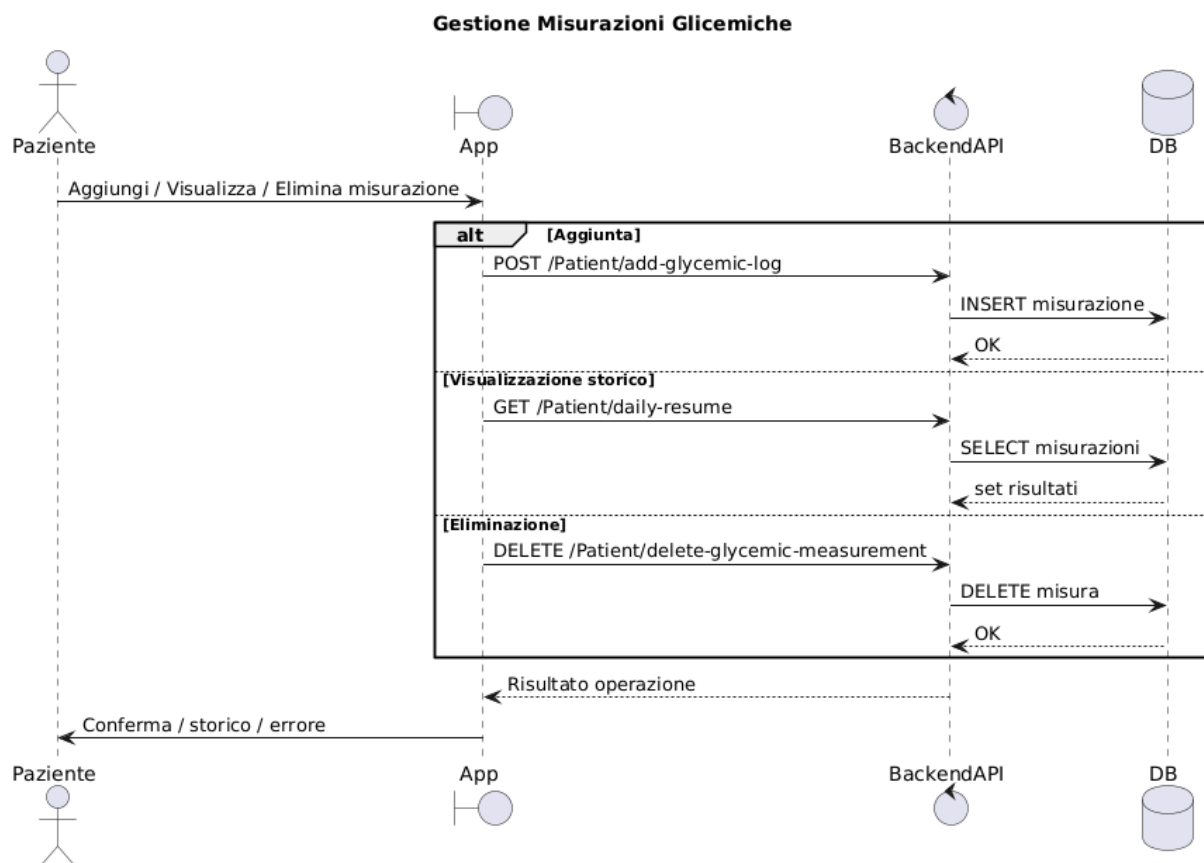 Gestione Misurazioni Glicemiche
Paziente
App
BackendAPI
DB
Aggiungi / Visualizza / Elimina misurazione
alt [Aggiunta]
POST /Patient/add-glycemic-log
INSERT misurazione
OK
[Visualizzazione storico]
GET /Patient/daily-resume
SELECT misurazioni
set risultati
[Eliminazione]
DELETE /Patient/delete-glycemic-measurement
DELETE misura
OK
Risultato operazione
Conferma / storico / errore
Paziente
App
BackendAPI
DB